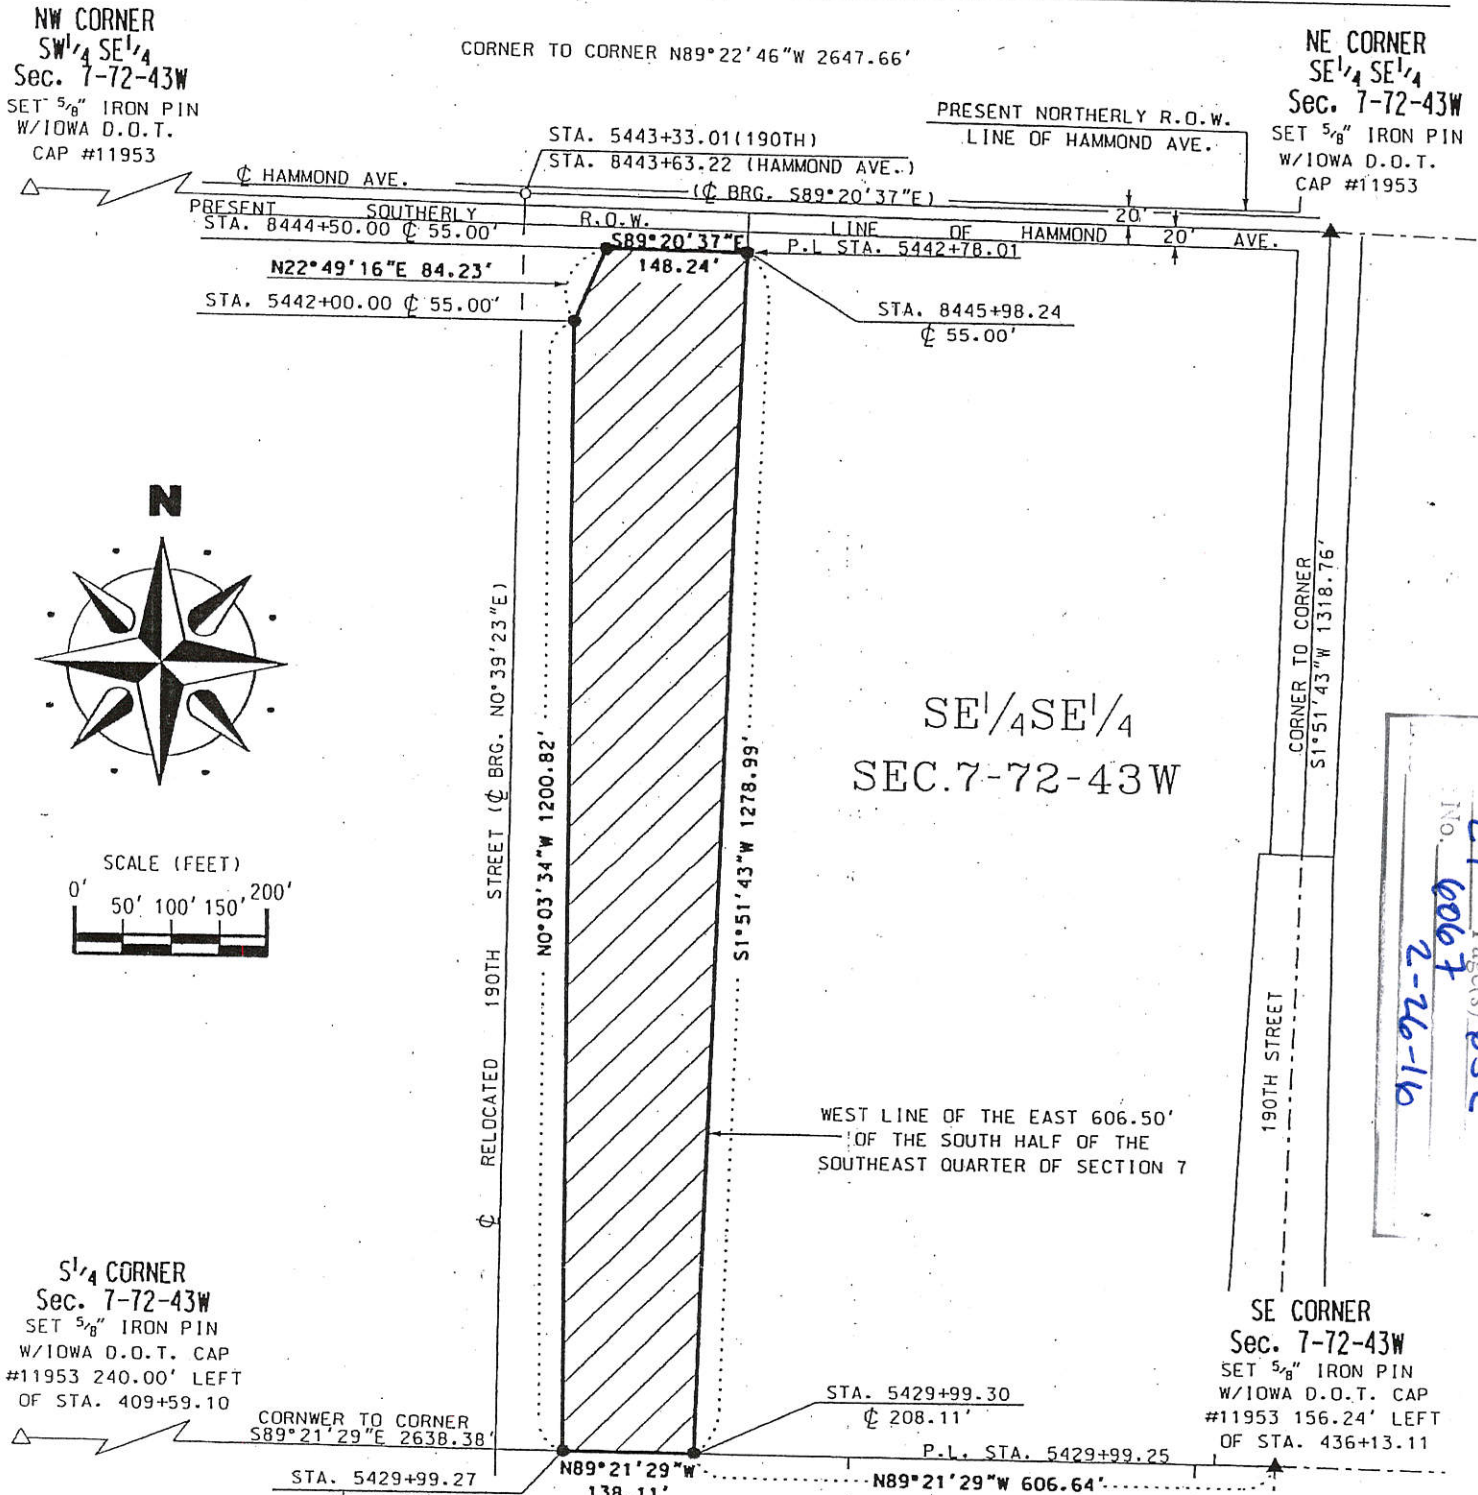 NW CORNER
SW¼ SE¼
Sec. 7-72-43W
SET ⅝" IRON PIN
W/IOWA D.O.T.
CAP #11953
CORNER TO CORNER N89°22'46"W 2647.66'
NE CORNER
SE¼ SE¼
Sec. 7-72-43W
SET ⅝" IRON PIN
W/IOWA D.O.T.
CAP #11953
PRESENT NORTHERLY R.O.W.
LINE OF HAMMOND AVE.
STA. 5443+33.01(190TH)
STA. 8443+63.22 (HAMMOND AVE.)
℄ HAMMOND AVE.
(℄ BRG. S89°20'37"E)
PRESENT SOUTHERLY R.O.W. LINE OF HAMMOND AVE.
20'
20'
STA. 8444+50.00 ℄ 55.00'
S89°20'37"E
148.24'
P.L STA. 5442+78.01
N22°49'16"E 84.23'
STA. 5442+00.00 ℄ 55.00'
STA. 8445+98.24
℄ 55.00'
N
SCALE (FEET)
0' 50' 100' 150' 200'
℄ RELOCATED 190TH STREET (℄ BRG. N0°39'23"E)
N0°03'34"W 1200.82'
S1°51'43"W 1278.99'
SE¼SE¼
SEC.7-72-43W
CORNER TO CORNER
S1°51'43"W 1318.76'
190TH STREET
No. 6067
2-26-16
WEST LINE OF THE EAST 606.50'
OF THE SOUTH HALF OF THE
SOUTHEAST QUARTER OF SECTION 7
S¼ CORNER
Sec. 7-72-43W
SET ⅝" IRON PIN
W/IOWA D.O.T. CAP
#11953 240.00' LEFT
OF STA. 409+59.10
SE CORNER
Sec. 7-72-43W
SET ⅝" IRON PIN
W/IOWA D.O.T. CAP
#11953 156.24' LEFT
OF STA. 436+13.11
CORNWER TO CORNER
S89°21'29"E 2638.38'
STA. 5429+99.30
℄ 208.11'
P.L. STA. 5429+99.25
STA. 5429+99.27
N89°21'29"W
138.11'
N89°21'29"W 606.64'